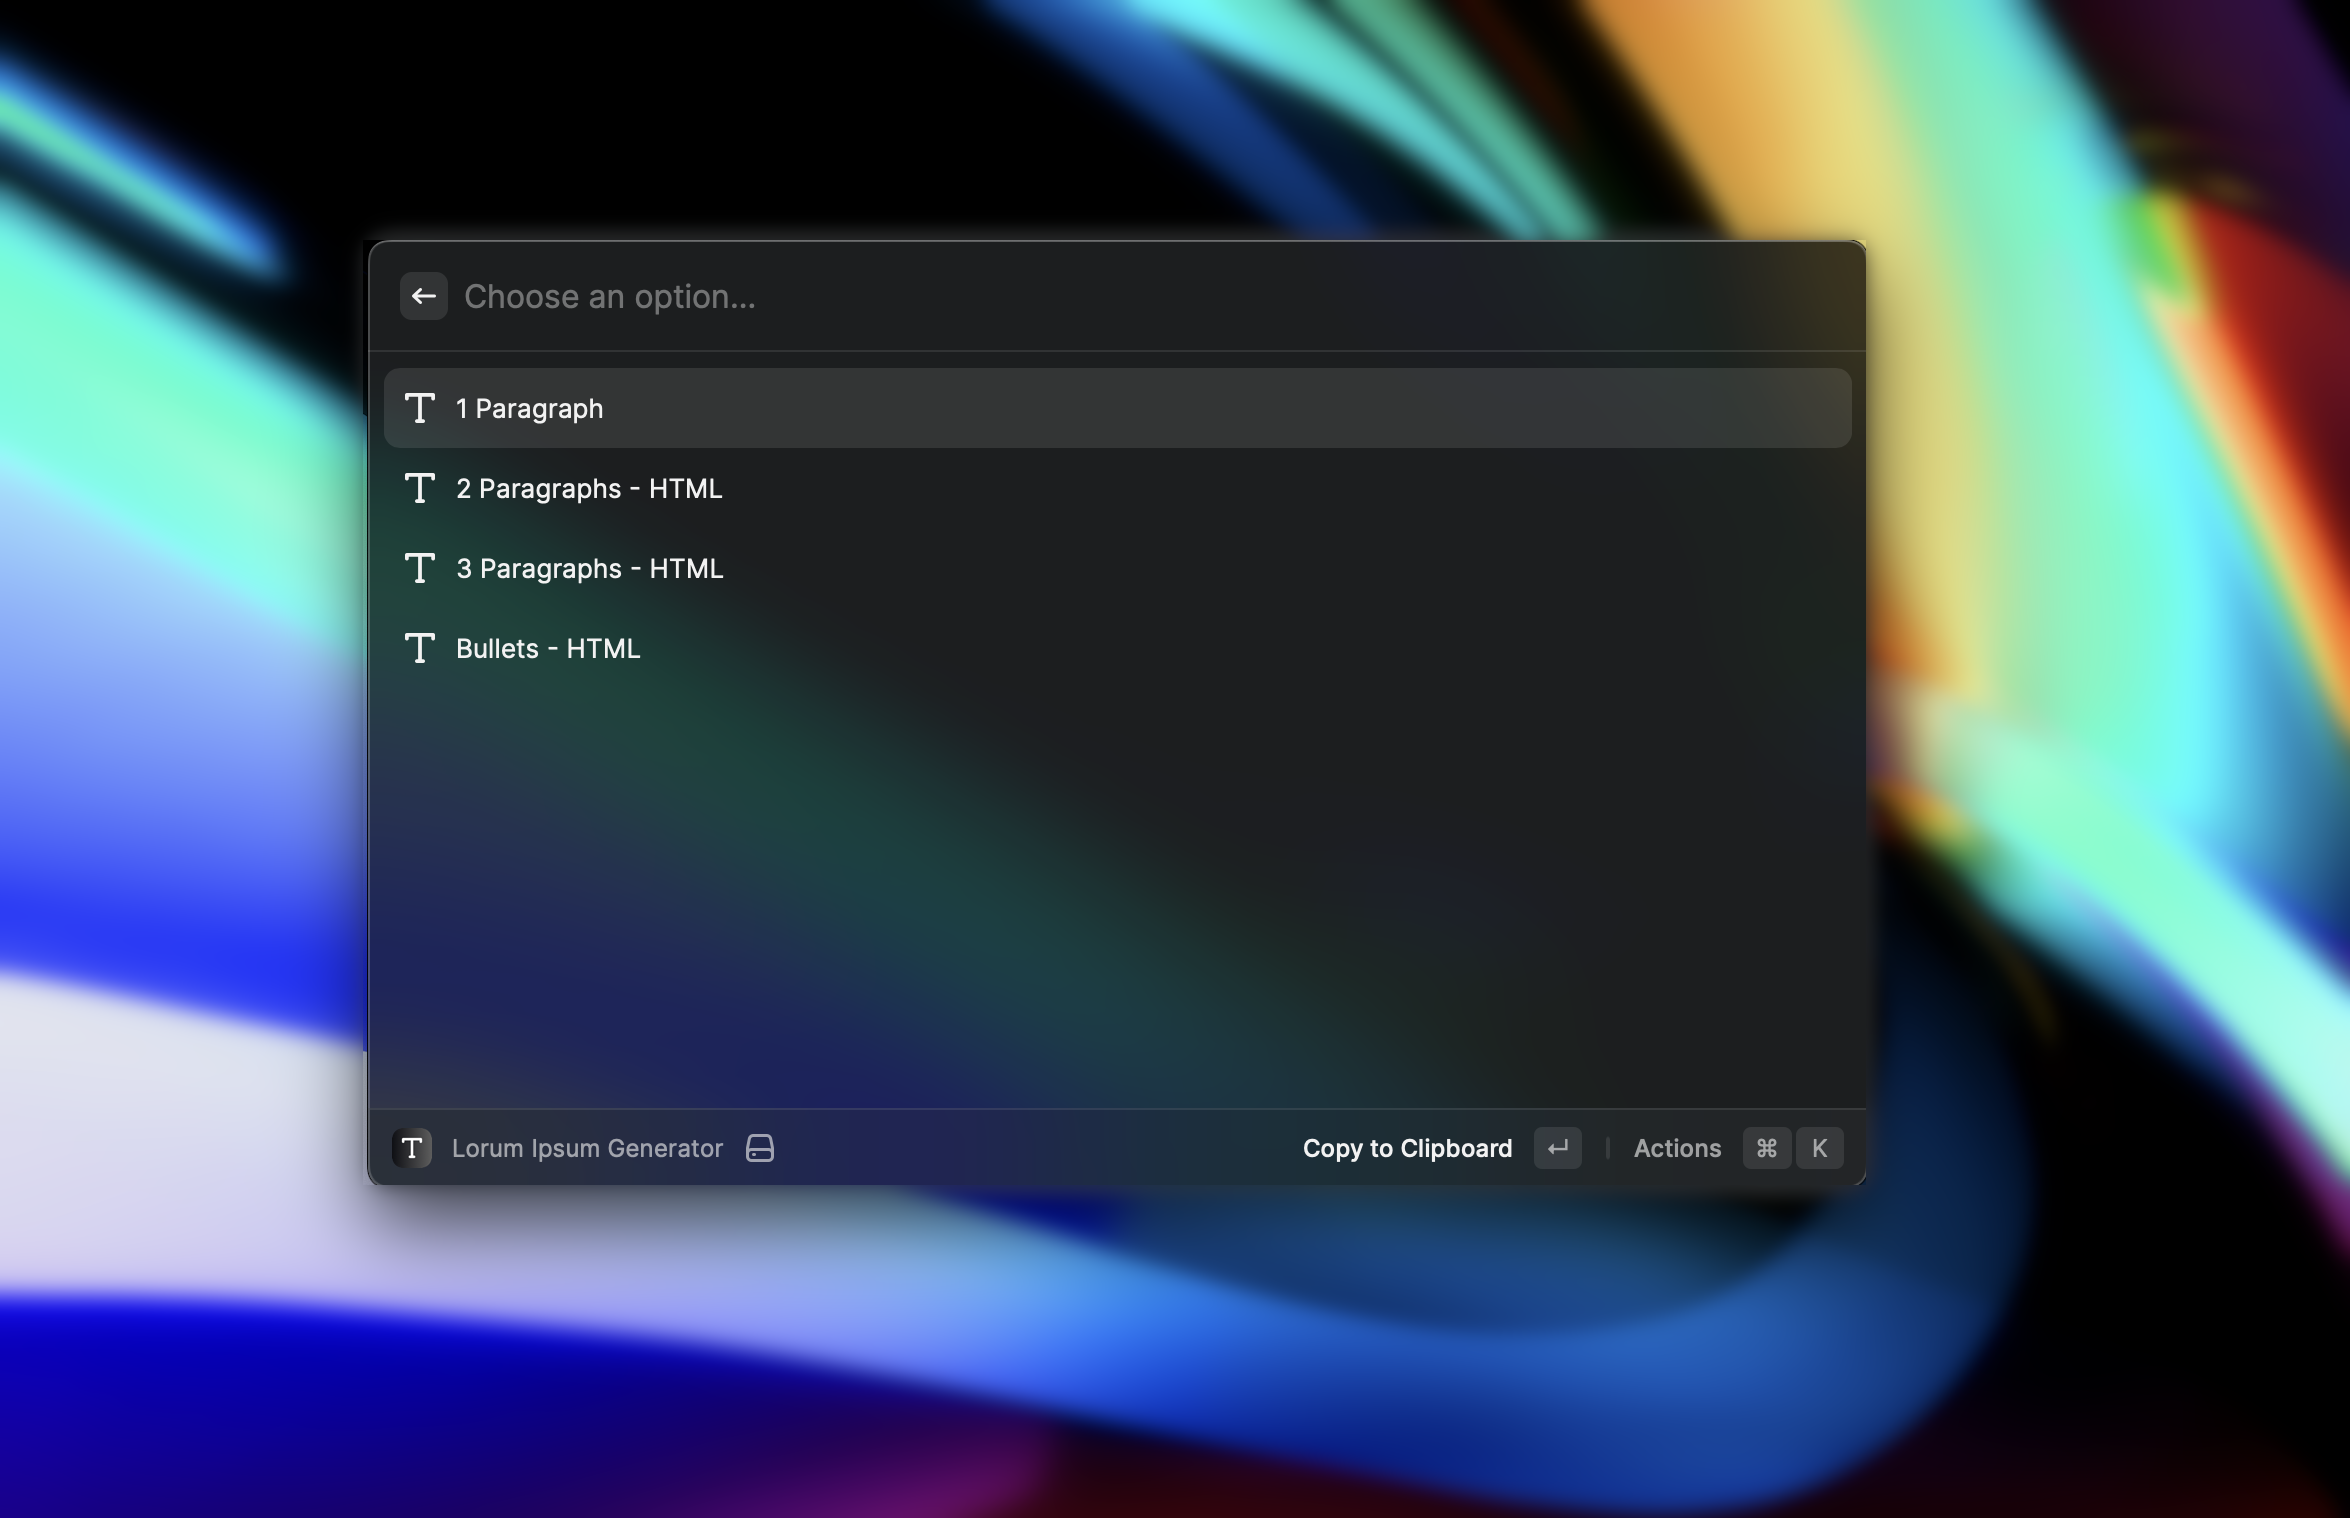 Choose an option...
1 Paragraph
2 Paragraphs - HTML
3 Paragraphs - HTML
Bullets - HTML
T Lorum Ipsum Generator Copy to Clipboard ↵ Actions ⌘ K